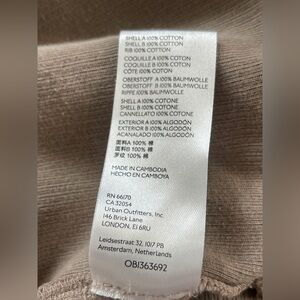 SHELL A 100% COTTON
SHELL B 100% COTTON
RIB 100% COTTON
COQUILLE A 100% COTON
COQUILLE B 100% COTON
CÔTE 100% COTON
OBERSTOFF A 100% BAUMWOLLE
OBERSTOFF B 100% BAUMWOLLE
RIPPE 100% BAUMWOLLE
SHELL A 100% COTONE
SHELL B 100% COTONE
CANNELLATO 100% COTONE
EXTERIOR A 100% ALGODÓN
EXTERIOR B 100% ALGODÓN
ACANALADO 100% ALGODÓN
面料A 100% 棉
面料B 100% 棉
罗纹 100% 棉
MADE IN CAMBODIA
HECHO EN CAMBOYA
RN 66170
CA 32054
Urban Outfitters, Inc.
146 Brick Lane
LONDON, E1 6RU
Leidsestraat 32, 1017 PB
Amsterdam, Netherlands
OB1363692